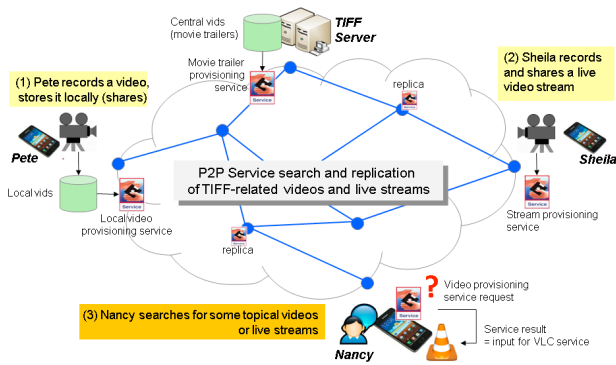 Central vids
(movie trailers)
TIFF
Server
Movie trailer
provisioning
service
Service
(1) Pete records a video,
stores it locally (shares)
(2) Sheila records
and shares a live
video stream
replica
Service
Pete
Sheila
P2P Service search and replication
of TIFF-related videos and live streams
Local vids
Service
Local video
provisioning service
Service
Stream provisioning
service
Service
replica
(3) Nancy searches for some topical videos
or live streams
Service
?
Video provisioning
service request
Service result
= input for VLC service
Nancy